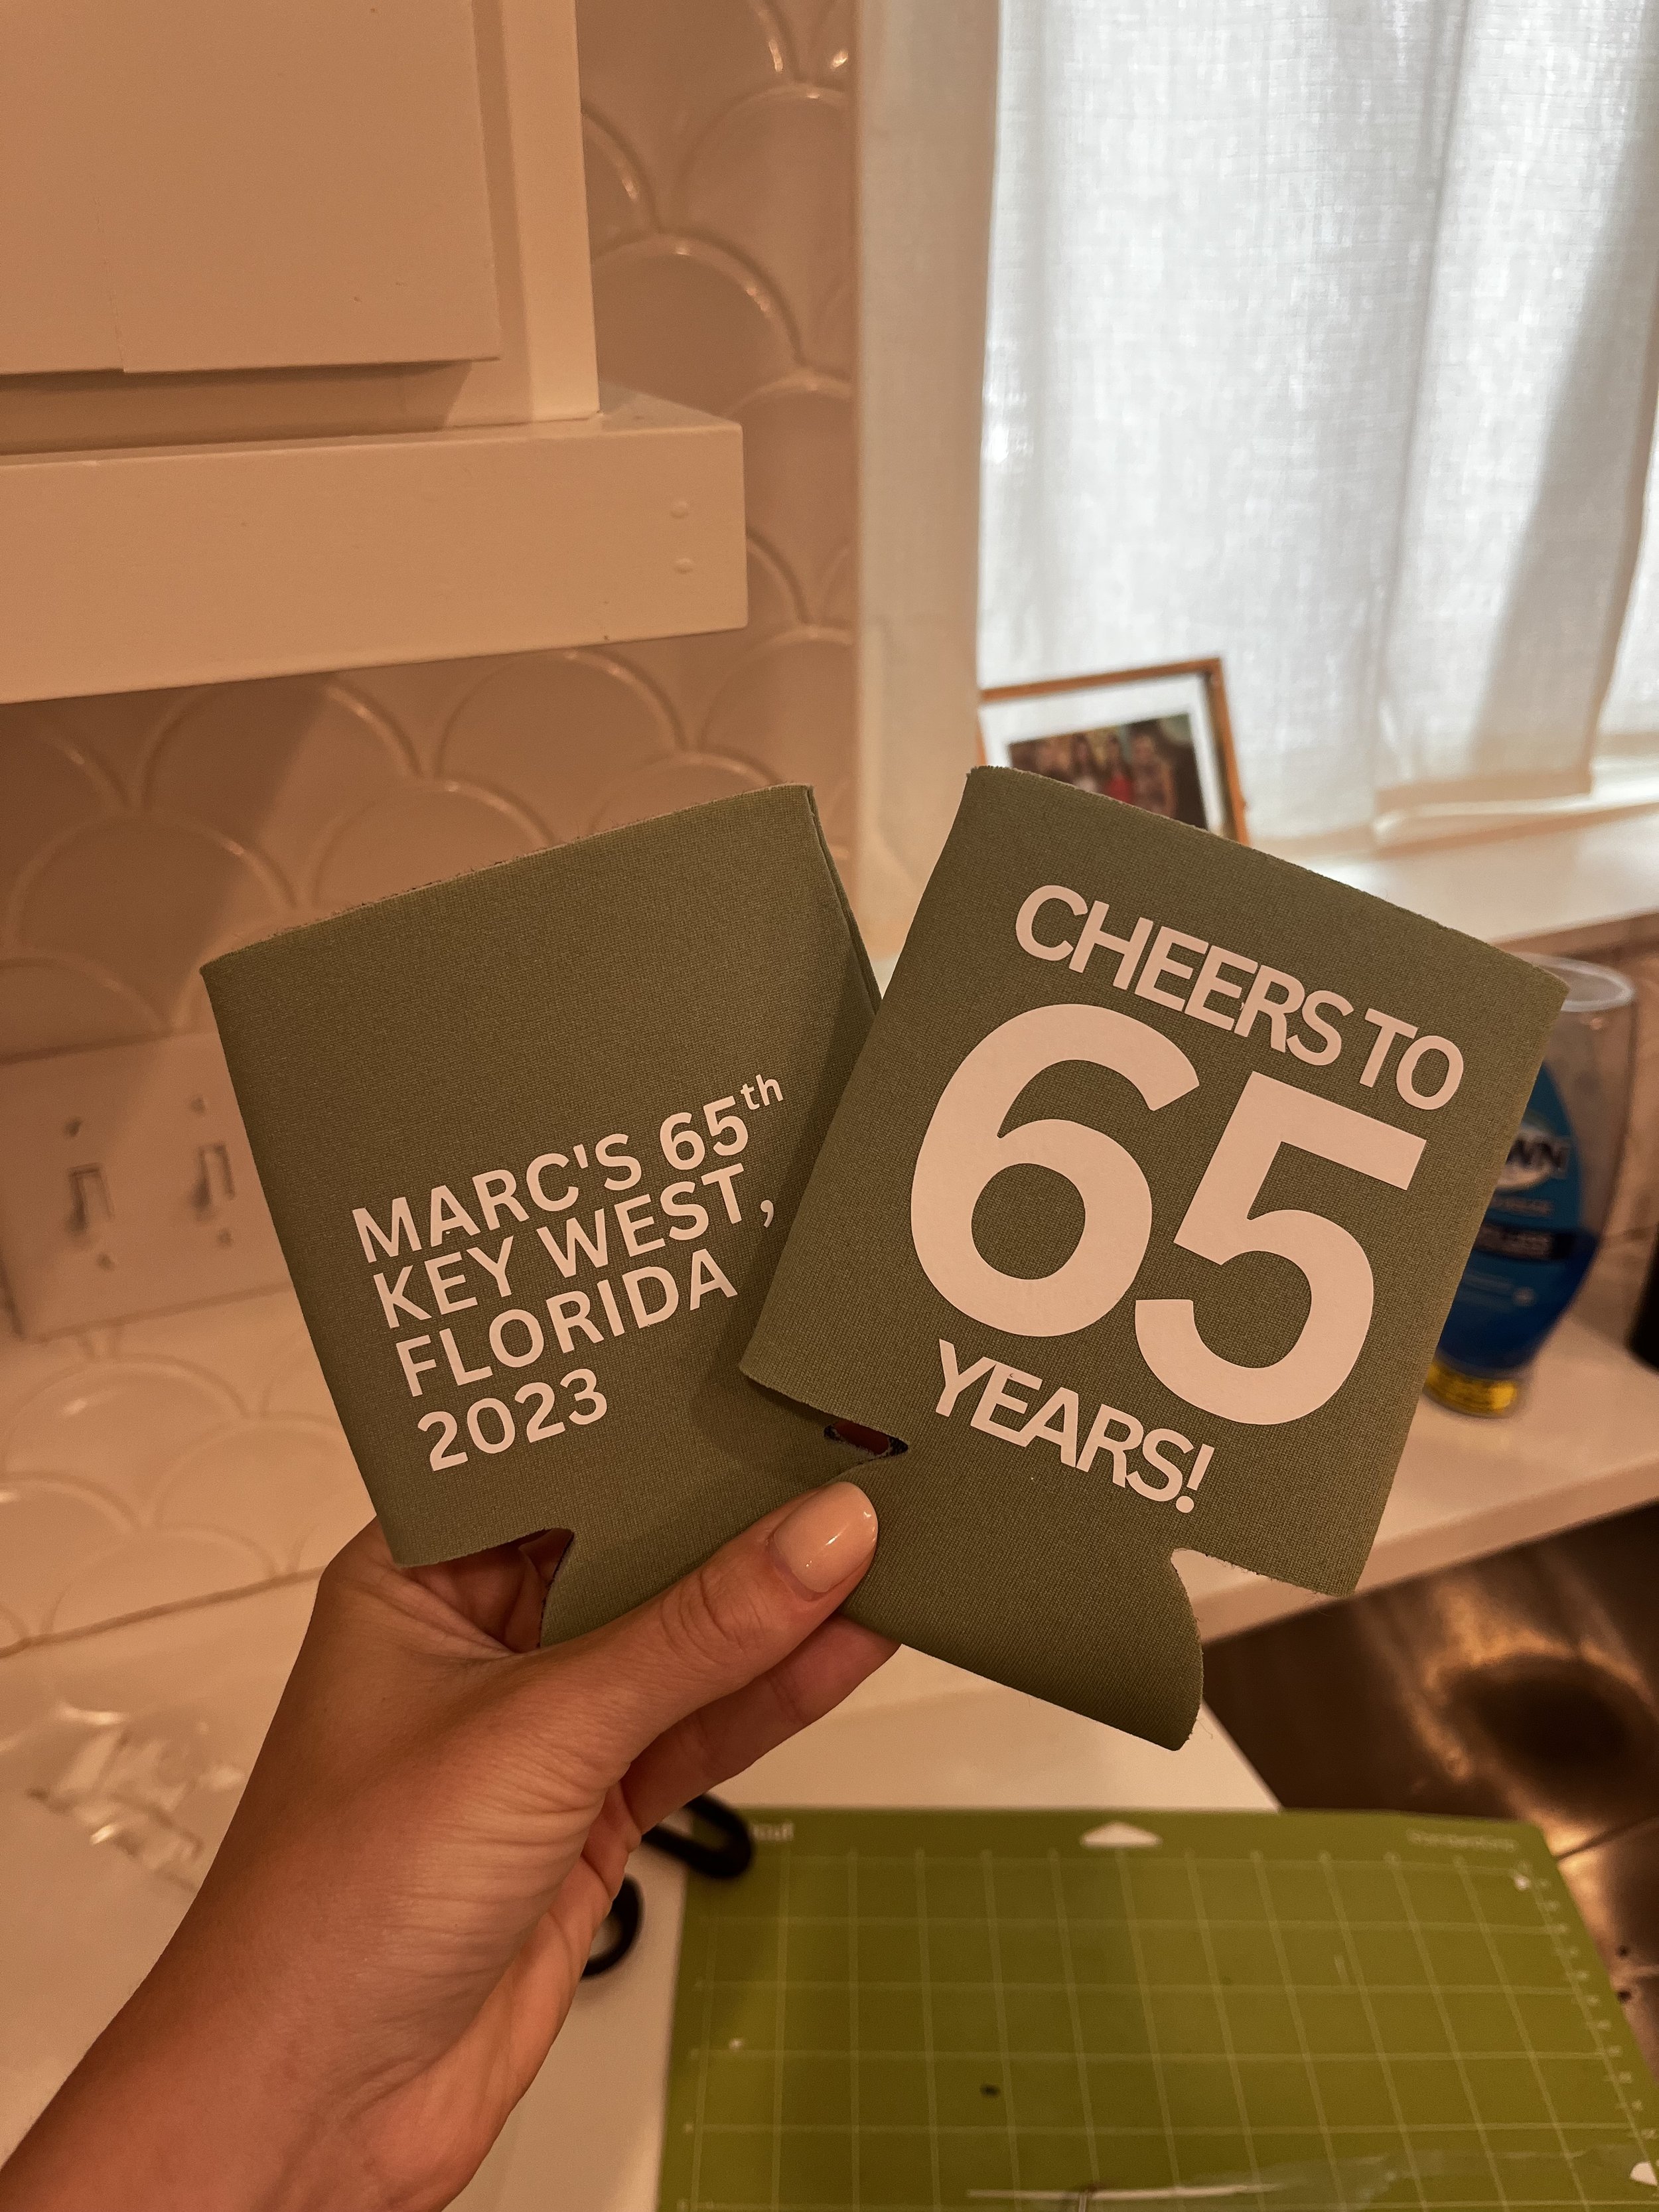 MARC'S 65th
KEY WEST,
FLORIDA
2023
CHEERS TO
65
YEARS!